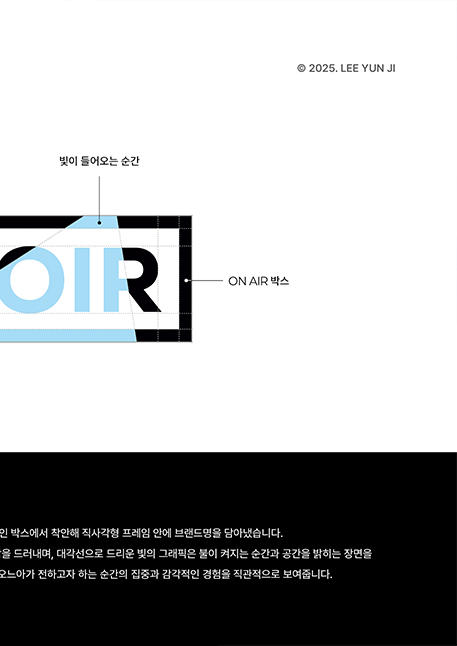 © 2025. LEE YUN JI
빛이 들어오는 순간
OIR
ON AIR 박스
인 박스에서 착안해 직사각형 프레임 안에 브랜드명을 담아냈습니다.
을 드러내며, 대각선으로 드리운 빛의 그래픽은 불이 켜지는 순간과 공간을 밝히는 장면을
오느아가 전하고자 하는 순간의 집중과 감각적인 경험을 직관적으로 보여줍니다.